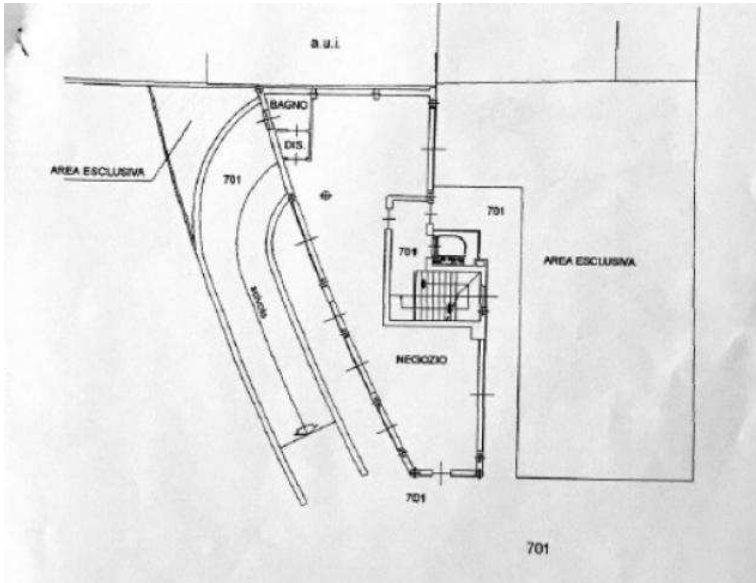 a.u.i.
BAGNO
DIS.
AREA ESCLUSIVA
701
701
701
AREA ESCLUSIVA
NEGOZIO
701
701